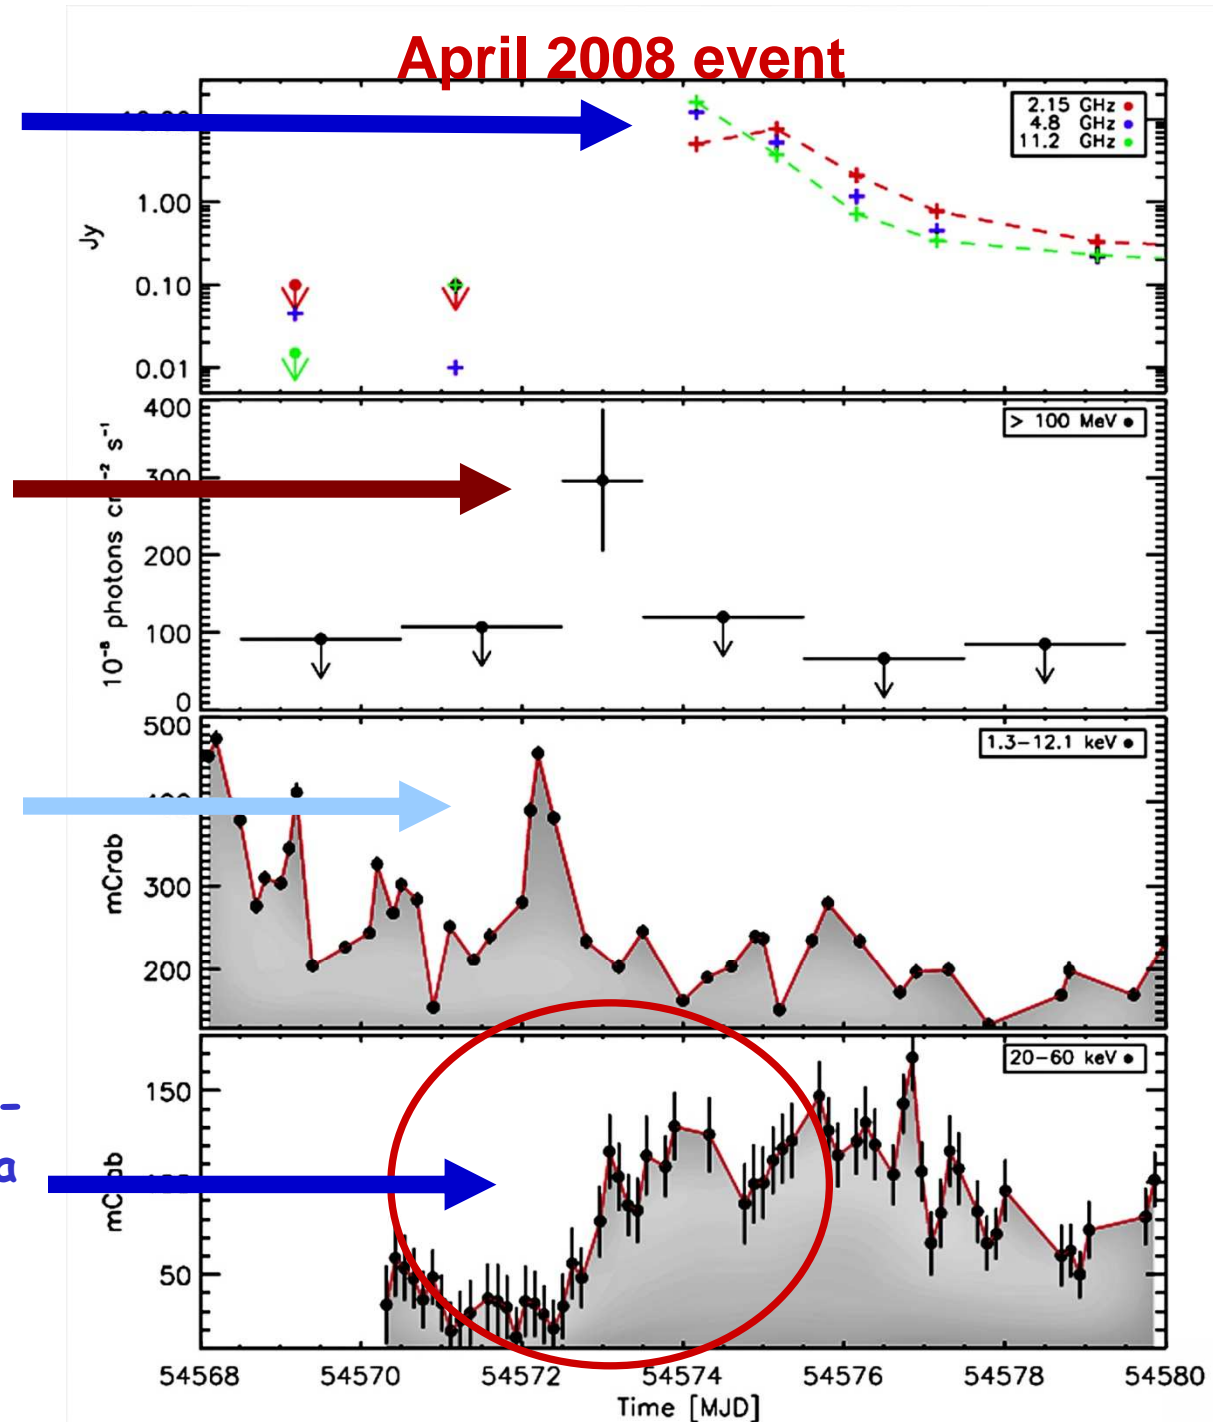 April 2008 event
2.15 GHz
4.8 GHz
11.2 GHz
Jy
1.00
0.10
0.01
> 100 MeV
400
200
100
0
10⁻⁸ photons s⁻¹
1.3–12.1 keV
500
300
200
mCrab
20–60 keV
150
50
-
a
54568 54570 54572 54574 54576 54578 54580
Time [MJD]